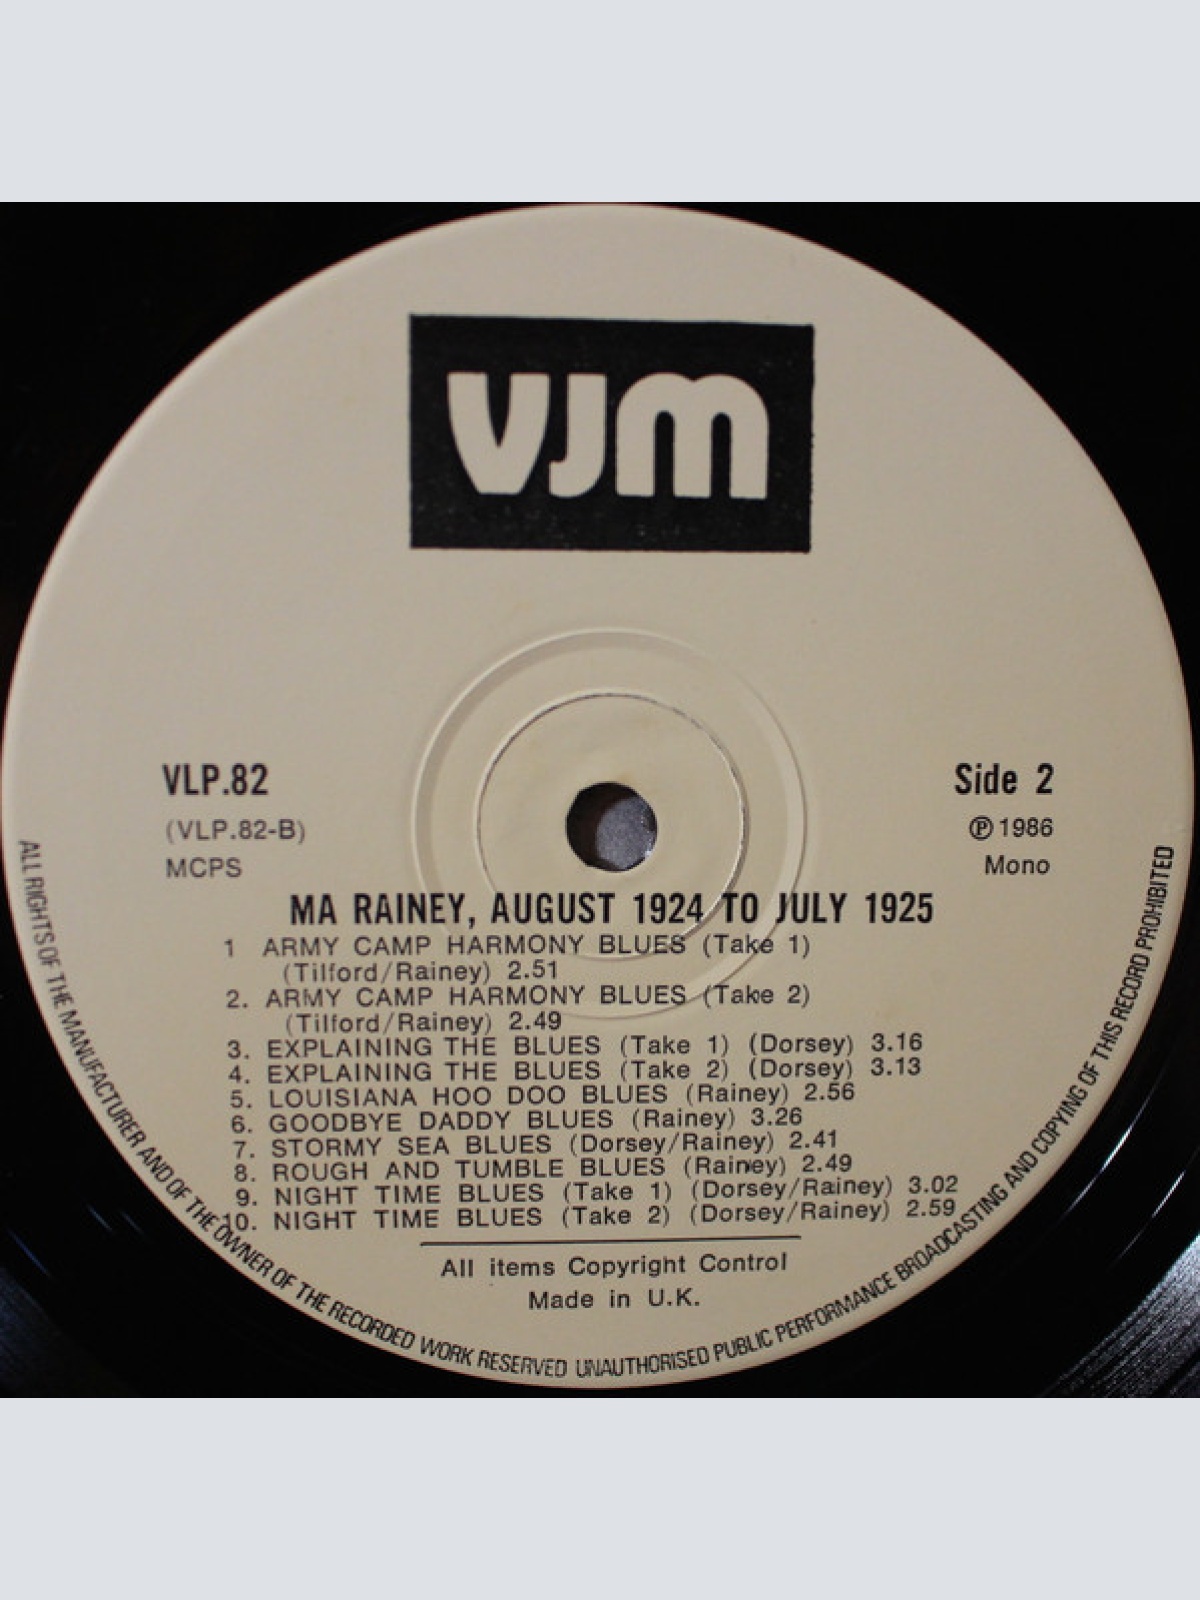 VJM
VLP.82
Side 2
(VLP.82-B)
℗ 1986
MCPS
Mono
MA RAINEY, AUGUST 1924 TO JULY 1925
1 ARMY CAMP HARMONY BLUES (Take 1)
(Tilford/Rainey) 2.51
2. ARMY CAMP HARMONY BLUES (Take 2)
(Tilford/Rainey) 2.49
3. EXPLAINING THE BLUES (Take 1) (Dorsey) 3.16
4. EXPLAINING THE BLUES (Take 2) (Dorsey) 3.13
5. LOUISIANA HOO DOO BLUES (Rainey) 2.56
6. GOODBYE DADDY BLUES (Rainey) 3.26
7. STORMY SEA BLUES (Dorsey/Rainey) 2.41
8. ROUGH AND TUMBLE BLUES (Rainey) 2.49
9. NIGHT TIME BLUES (Take 1) (Dorsey/Rainey) 3.02
10. NIGHT TIME BLUES (Take 2) (Dorsey/Rainey) 2.59
All items Copyright Control
Made in U.K.
ALL RIGHTS OF THE MANUFACTURER AND OF THE OWNER OF THE RECORDED WORK RESERVED UNAUTHORISED PUBLIC PERFORMANCE BROADCASTING AND COPYING OF THIS RECORD PROHIBITED